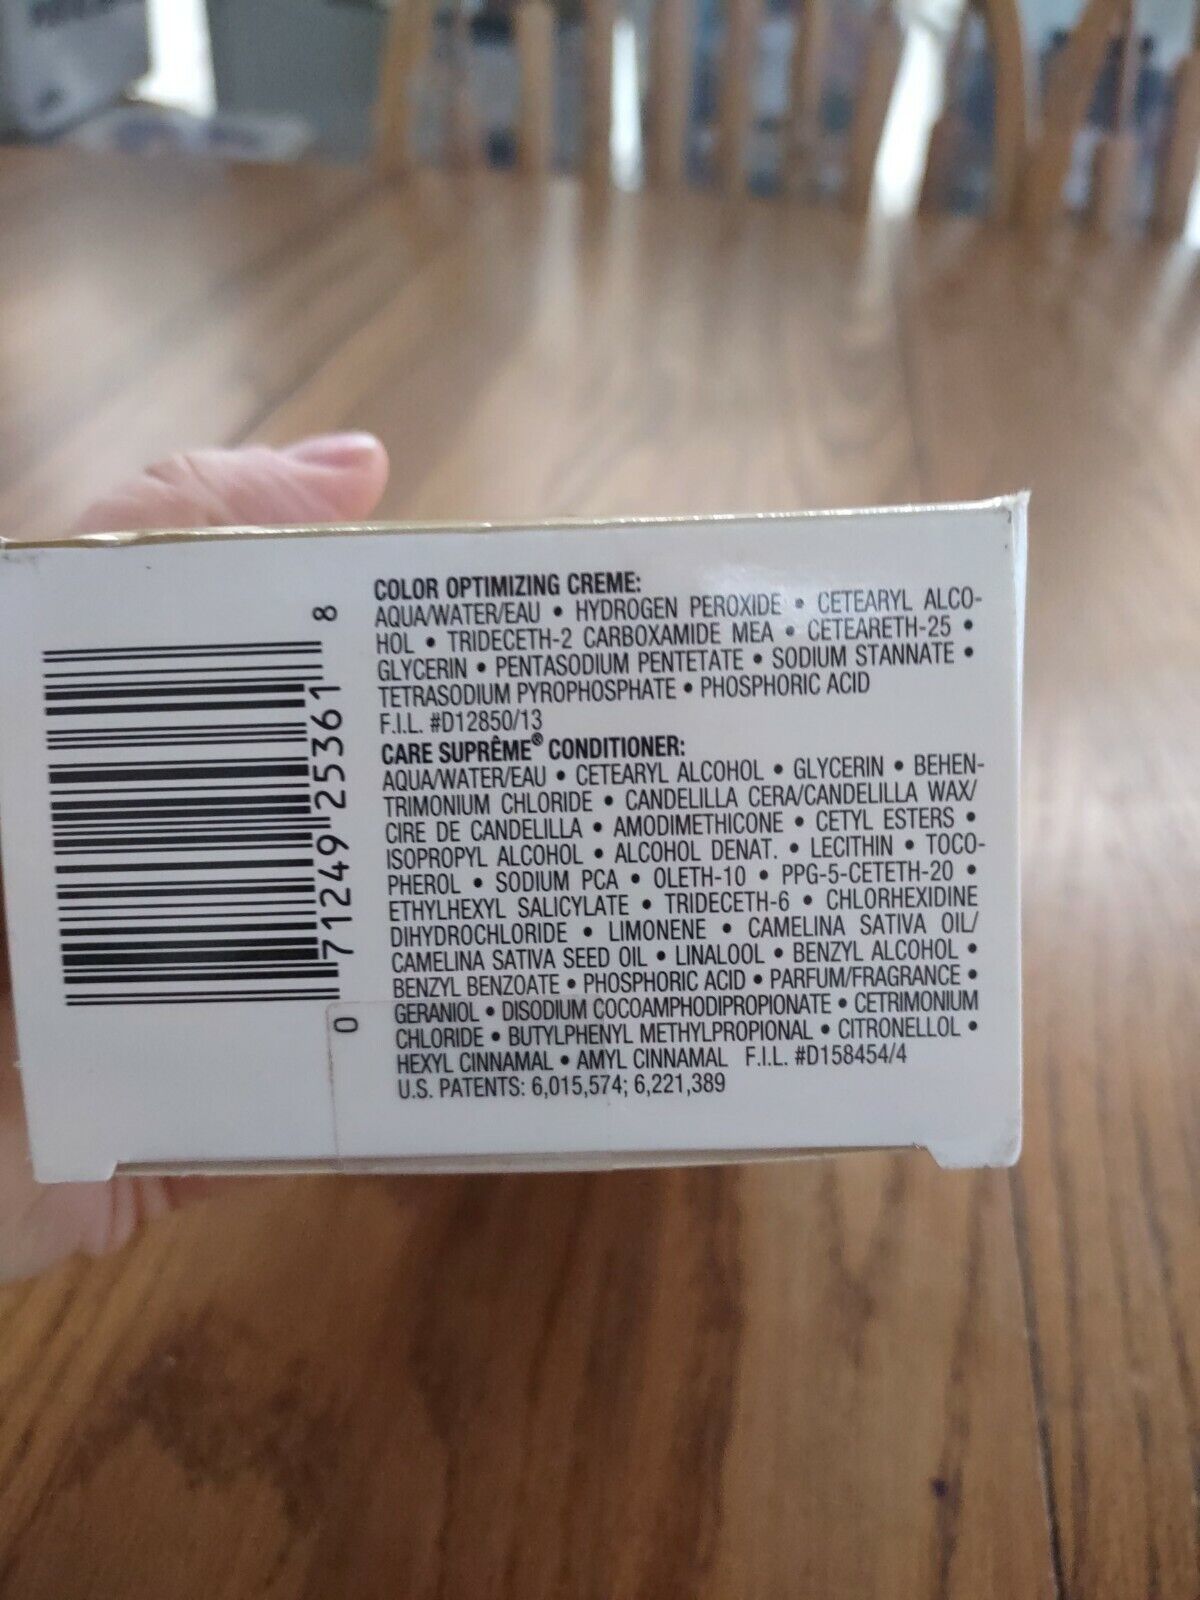 COLOR OPTIMIZING CREME:
AQUA/WATER/EAU • HYDROGEN PEROXIDE • CETEARYL ALCO-
HOL • TRIDECETH-2 CARBOXAMIDE MEA • CETEARETH-25 •
GLYCERIN • PENTASODIUM PENTETATE • SODIUM STANNATE •
TETRASODIUM PYROPHOSPHATE • PHOSPHORIC ACID
F.I.L. #D12850/13
CARE SUPRÊME® CONDITIONER:
AQUA/WATER/EAU • CETEARYL ALCOHOL • GLYCERIN • BEHEN-
TRIMONIUM CHLORIDE • CANDELILLA CERA/CANDELILLA WAX/
CIRE DE CANDELILLA • AMODIMETHICONE • CETYL ESTERS •
ISOPROPYL ALCOHOL • ALCOHOL DENAT. • LECITHIN • TOCO-
PHEROL • SODIUM PCA • OLETH-10 • PPG-5-CETETH-20 •
ETHYLHEXYL SALICYLATE • TRIDECETH-6 • CHLORHEXIDINE
DIHYDROCHLORIDE • LIMONENE • CAMELINA SATIVA OIL/
CAMELINA SATIVA SEED OIL • LINALOOL • BENZYL ALCOHOL •
BENZYL BENZOATE • PHOSPHORIC ACID • PARFUM/FRAGRANCE •
GERANIOL • DISODIUM COCOAMPHODIPROPIONATE • CETRIMONIUM
CHLORIDE • BUTYLPHENYL METHYLPROPIONAL • CITRONELLOL •
HEXYL CINNAMAL • AMYL CINNAMAL F.I.L. #D158454/4
U.S. PATENTS: 6,015,574; 6,221,389
0 71249 25361 8